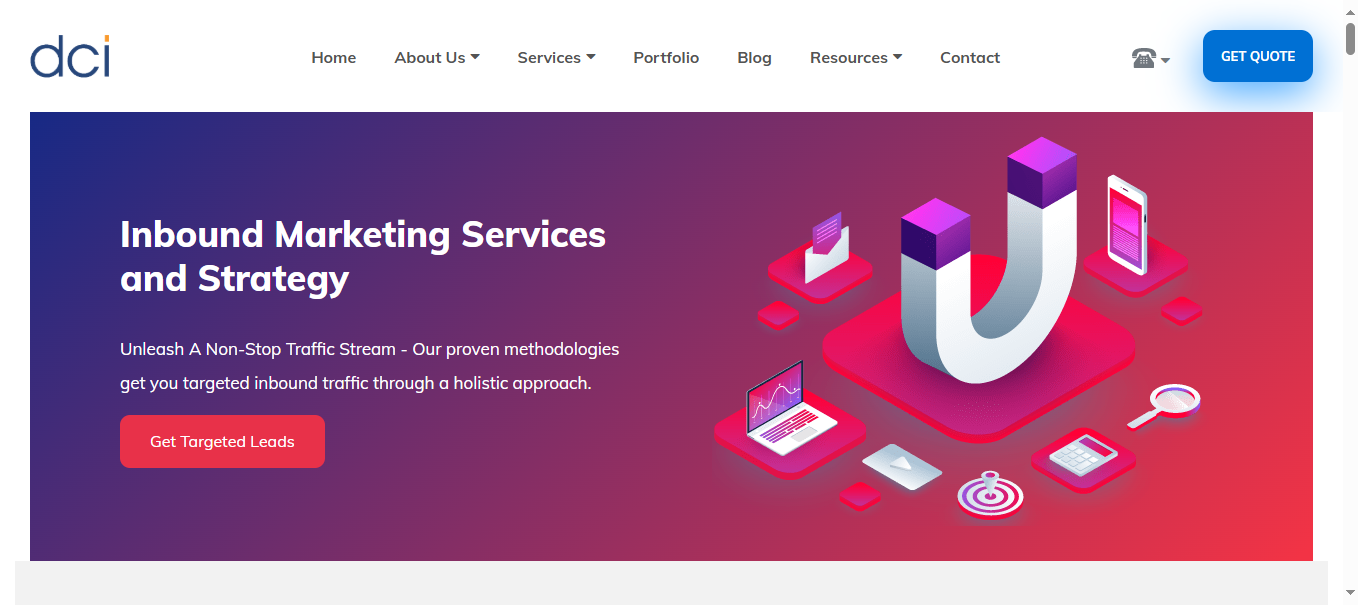 dci
Home
About Us
Services
Portfolio
Blog
Resources
Contact
GET QUOTE
Inbound Marketing Services
and Strategy
Unleash A Non-Stop Traffic Stream - Our proven methodologies
get you targeted inbound traffic through a holistic approach.
Get Targeted Leads